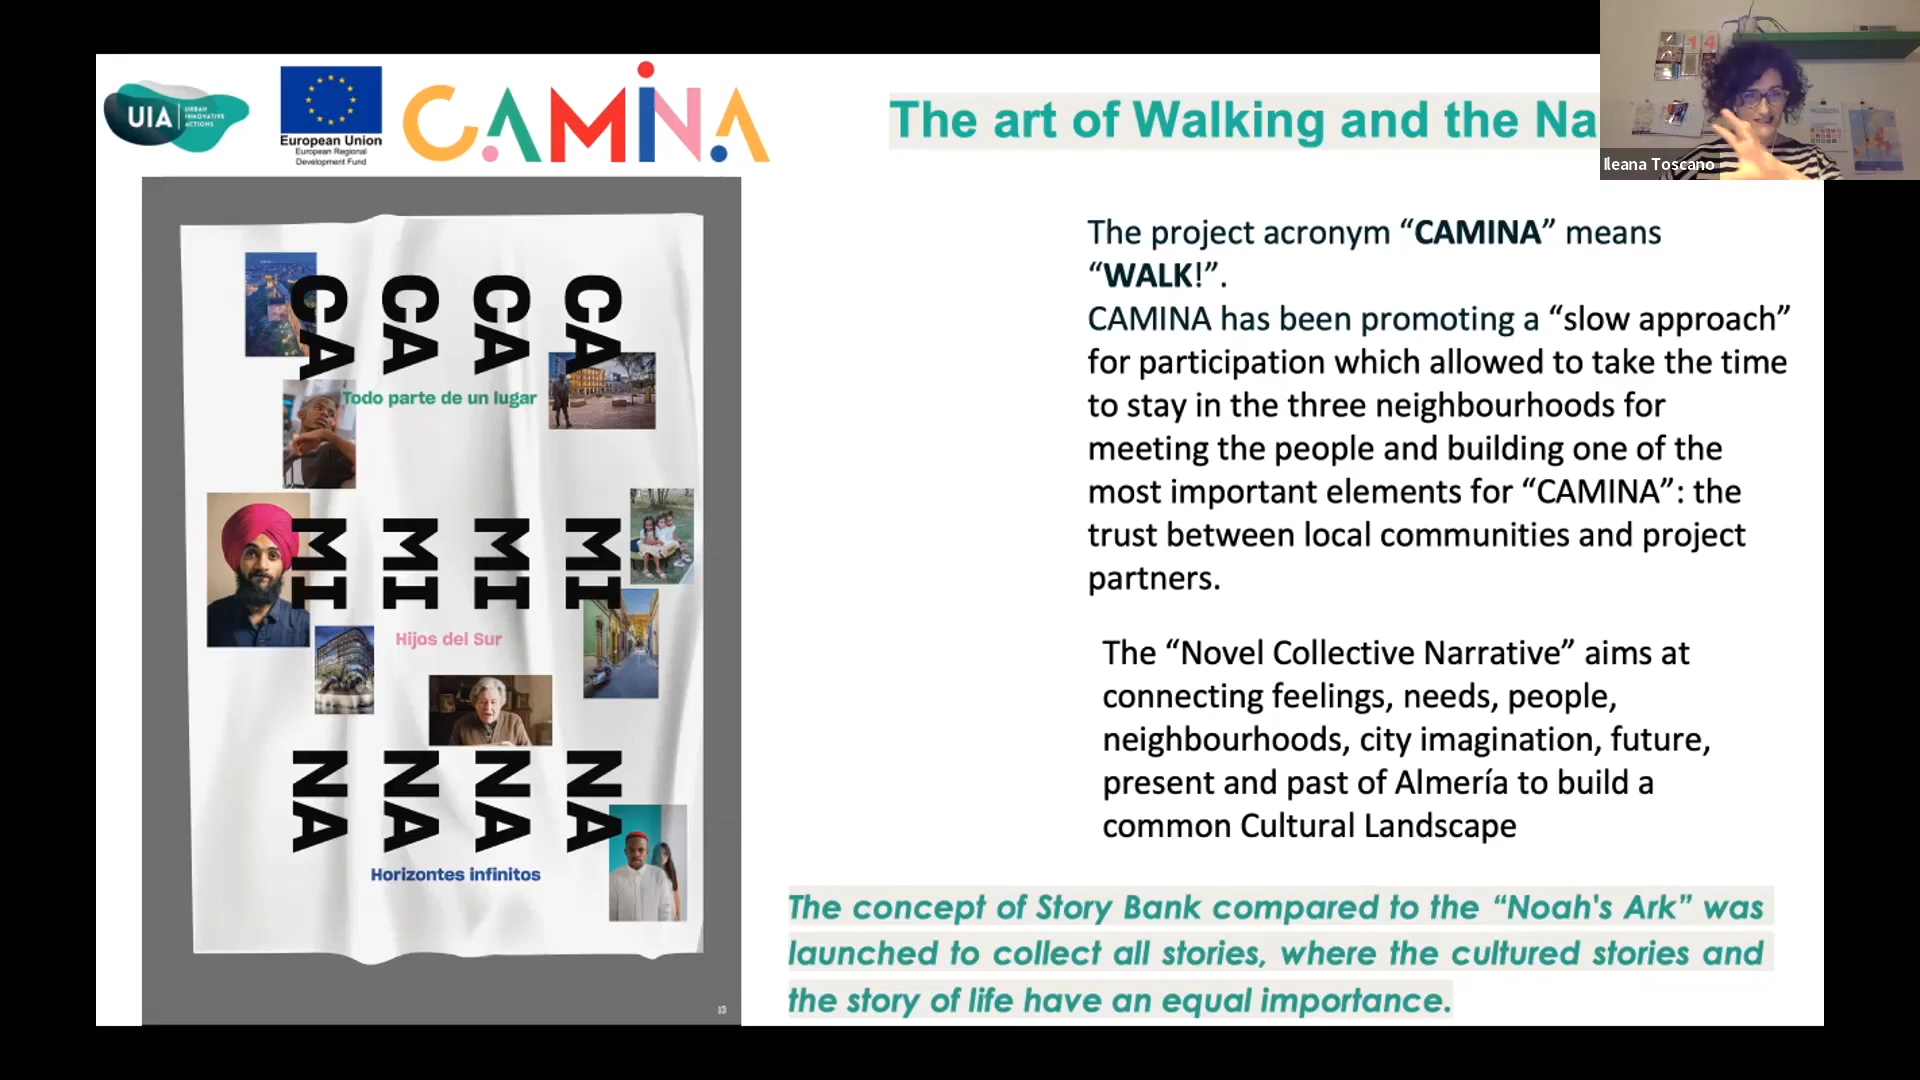 UIA
URBAN
INNOVATIVE
ACTIONS
European Union
European Regional
Development Fund
CAMINA
The art of Walking and the Na
Ileana Toscano
CA CA CA CA
Todo parte de un lugar
MI MI MI MI
Hijos del Sur
NA NA NA NA
Horizontes infinitos
13
The project acronym “CAMINA” means
“WALK!”.
CAMINA has been promoting a “slow approach”
for participation which allowed to take the time
to stay in the three neighbourhoods for
meeting the people and building one of the
most important elements for “CAMINA”: the
trust between local communities and project
partners.
The “Novel Collective Narrative” aims at
connecting feelings, needs, people,
neighbourhoods, city imagination, future,
present and past of Almería to build a
common Cultural Landscape
The concept of Story Bank compared to the “Noah's Ark” was
launched to collect all stories, where the cultured stories and
the story of life have an equal importance.